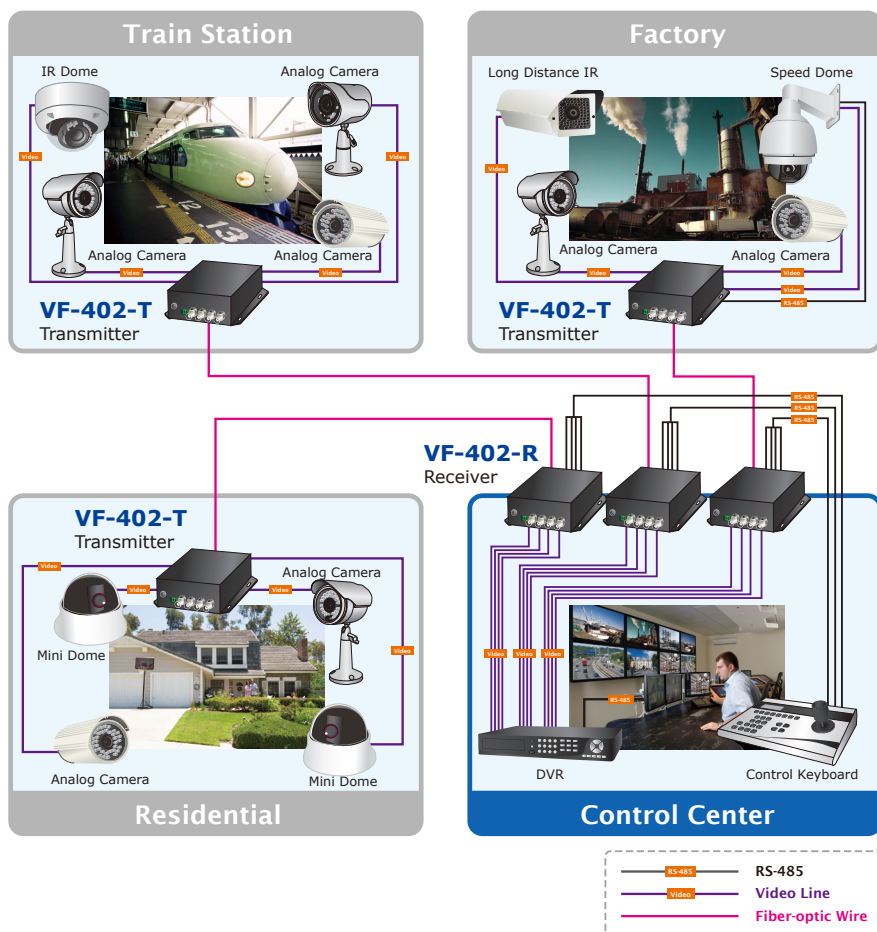 Train Station
IR Dome
Analog Camera
Video
Video
Analog Camera
Analog Camera
Video
Video
VF-402-T
Transmitter
Factory
Long Distance IR
Speed Dome
Video
Analog Camera
Analog Camera
Video
Video
Video
RS-485
VF-402-T
Transmitter
RS-485
RS-485
RS-485
VF-402-R
Receiver
VF-402-T
Transmitter
Video
Analog Camera
Video
Video
Mini Dome
Video
Analog Camera
Mini Dome
Residential
Video
Video
Video
RS-485
DVR
Control Keyboard
Control Center
RS-485
RS-485
Video
Video Line
Fiber-optic Wire